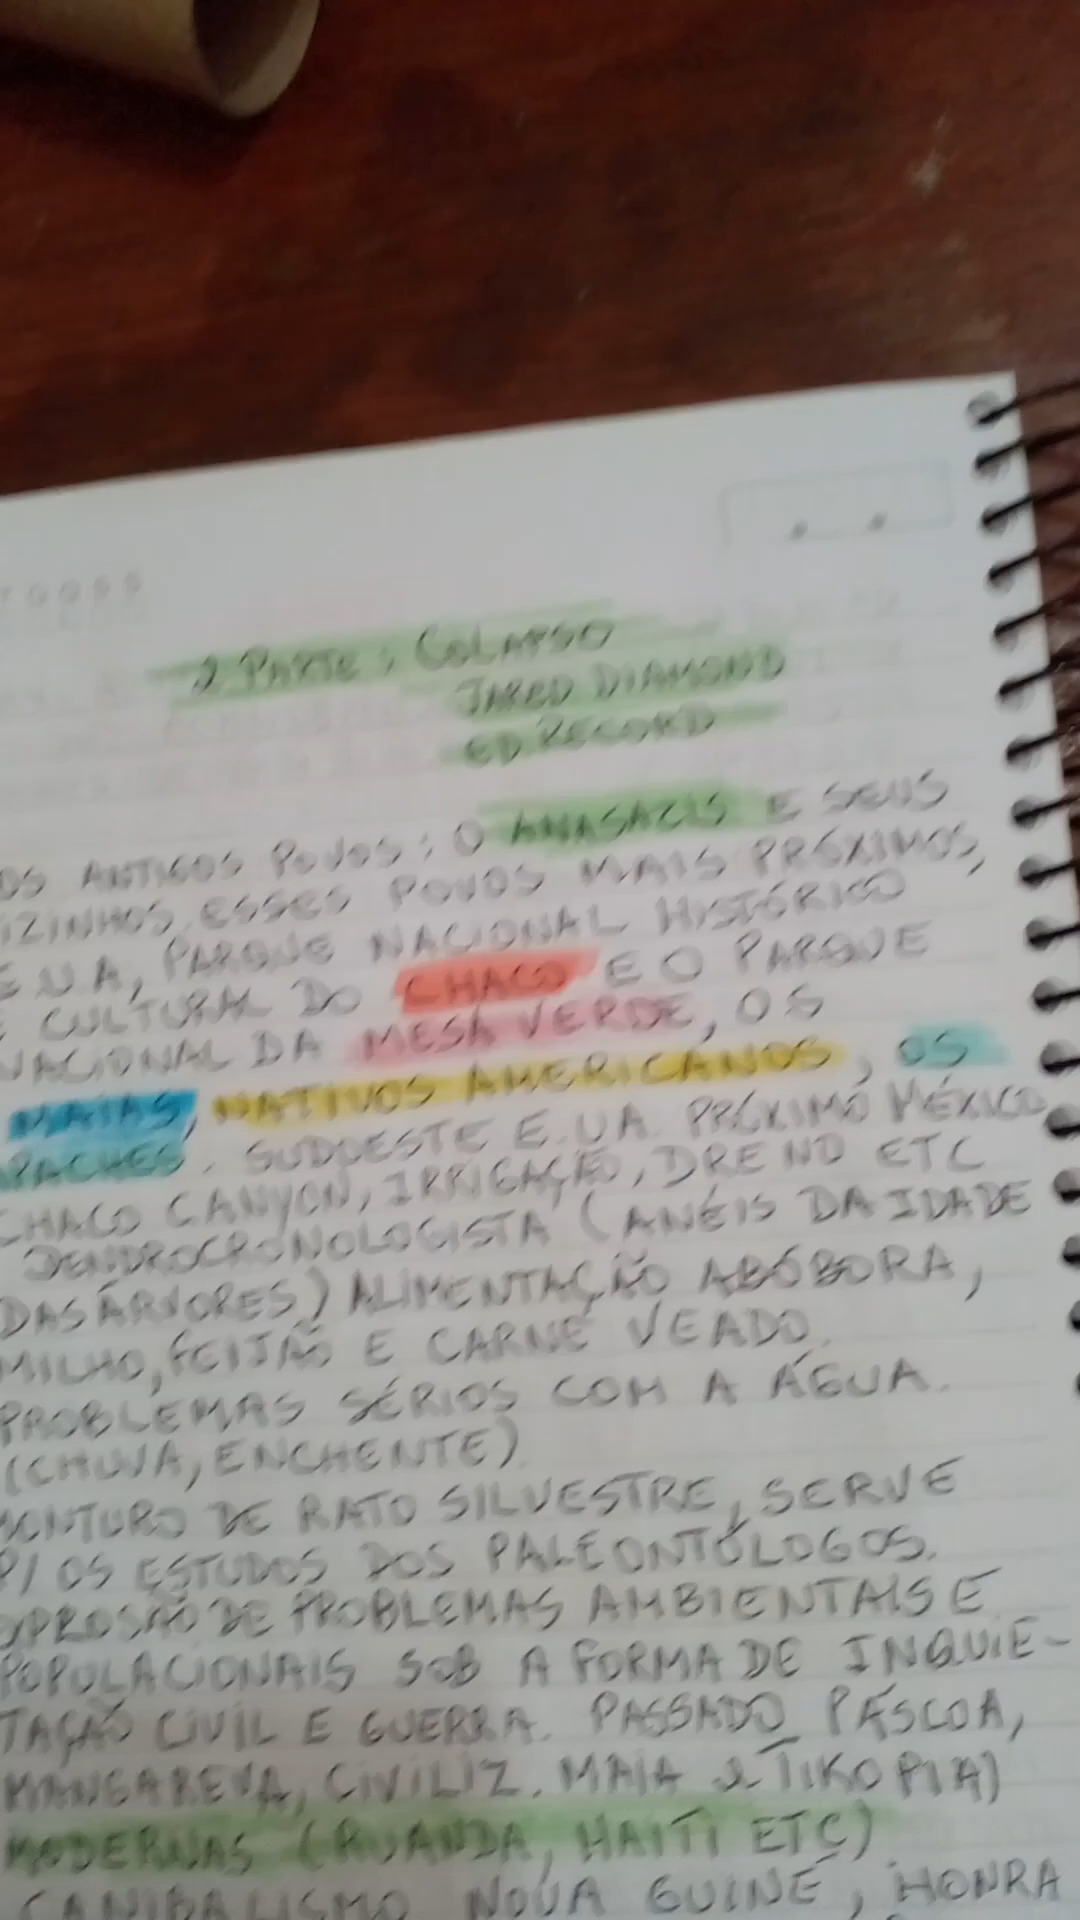 2 PARTE: COLAPSO
JARED DIAMOND
ED. RECORD
OS ANTIGOS POVOS: O ANASACIS E SEUS
IZINHOS, ESSES POVOS MAIS PRÓXIMOS,
E U A, PARQUE NACIONAL HISTÓRICO
E CULTURAL DO CHACO E O PARQUE
NACIONAL DA MESA VERDE, OS
MAIAS, NATIVOS AMERICANOS, OS
APACHES. SUDOESTE E.UA. PRÓXIMO MÉXICO
CHACO CANYON, IRRIGAÇÃO, DRENO ETC
DENDROCRONOLOGISTA (ANÉIS DA IDADE
DAS ÁRVORES) ALIMENTAÇÃO ABÓBORA,
MILHO, FEIJÃO E CARNE VEADO.
PROBLEMAS SÉRIOS COM A ÁGUA.
(CHUVA, ENCHENTE)
MONTURO DE RATO SILVESTRE, SERVE
P/ OS ESTUDOS DOS PALEONTÓLOGOS.
DE PROBLEMAS AMBIENTAIS E
POPULACIONAIS SOB A FORMA DE INQUIE-
TAÇÃO CIVIL E GUERRA. PASSADO PÁSCOA,
MANGAREVA, CIVILIZ. MAIA TIKOPIA)
MODERNAS (RUANDA, HAITI ETC)
CANIBALISMO NOVA GUINÉ, HONRA